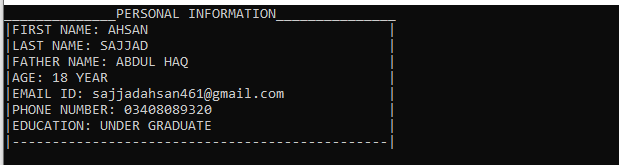 ______________PERSONAL INFORMATION_______________
|FIRST NAME: AHSAN                              |
|LAST NAME: SAJJAD                              |
|FATHER NAME: ABDUL HAQ                         |
|AGE: 18 YEAR                                   |
|EMAIL ID: sajjadahsan461@gmail.com             |
|PHONE NUMBER: 03408089320                      |
|EDUCATION: UNDER GRADUATE                      |
|-----------------------------------------------|